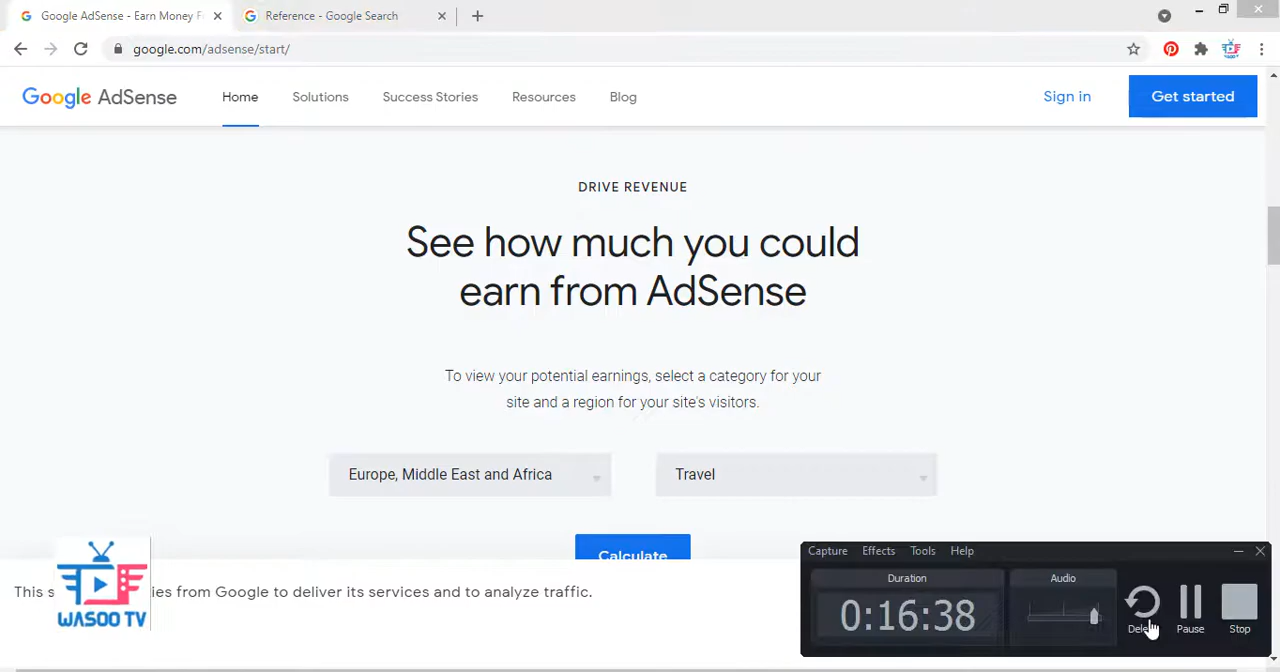 Google AdSense - Earn Money F
Reference - Google Search
google.com/adsense/start/
Google AdSense
Home
Solutions
Success Stories
Resources
Blog
Sign in
Get started
DRIVE REVENUE
See how much you could
earn from AdSense
To view your potential earnings, select a category for your
site and a region for your site's visitors.
Europe, Middle East and Africa
Travel
Calculate
This s
ies from Google to deliver its services and to analyze traffic.
WASOO TV
Capture
Effects
Tools
Help
Duration
0:16:38
Audio
Dele
Pause
Stop